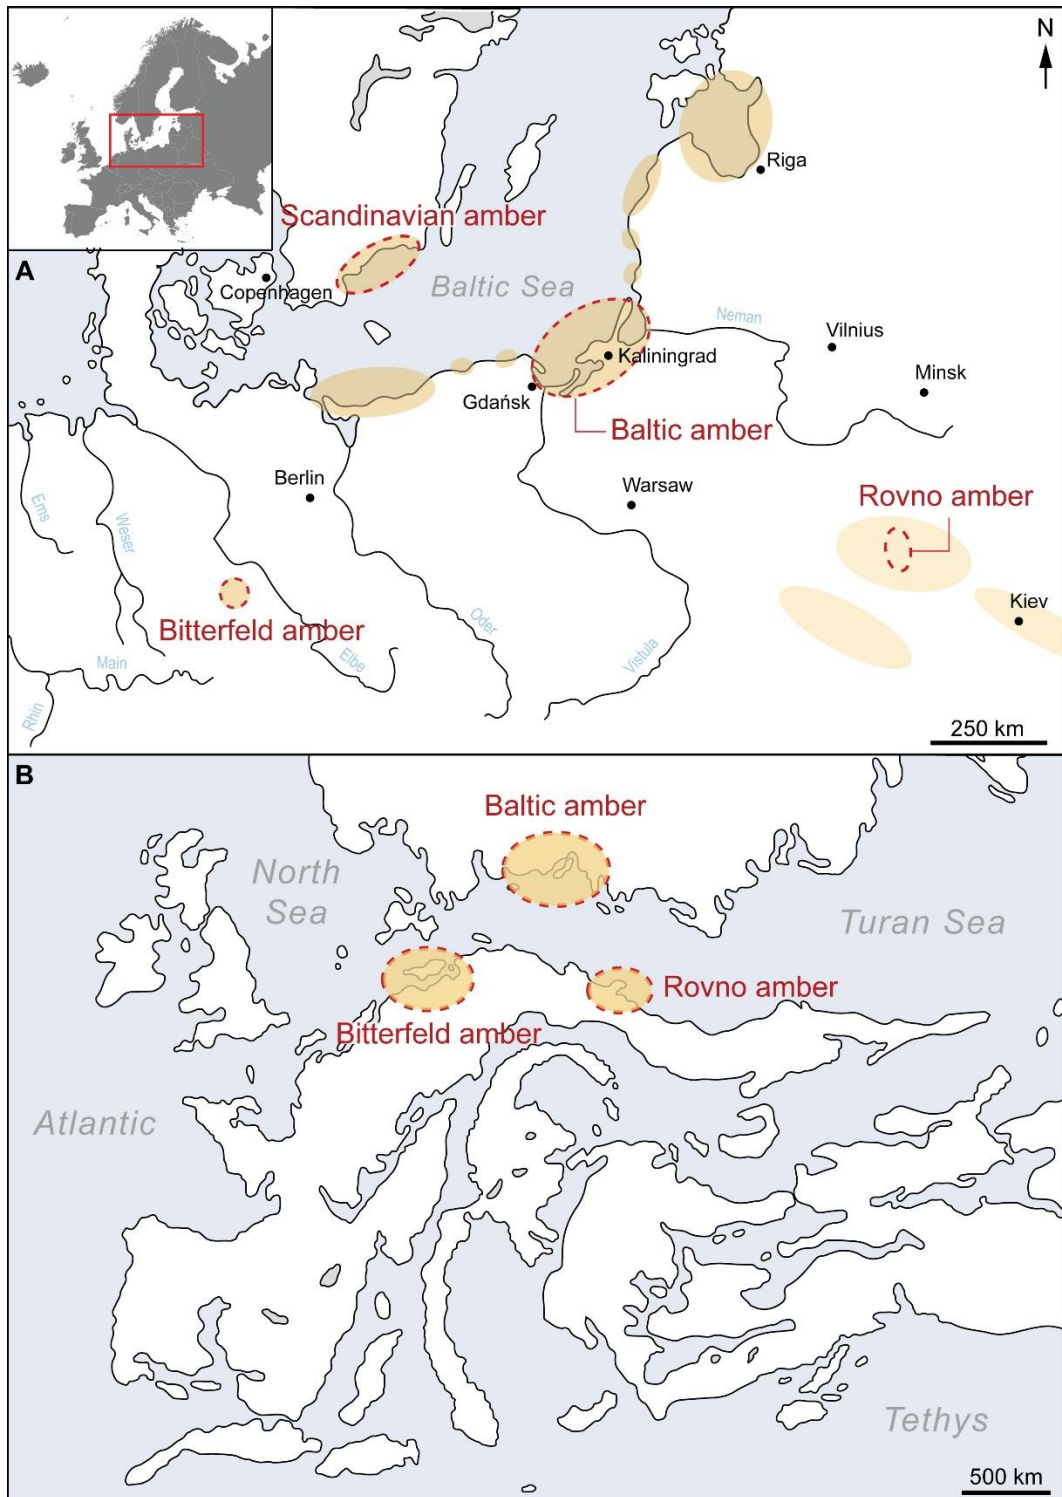 N
A
Riga
Scandinavian amber
Copenhagen
Baltic Sea
Neman
Vilnius
Kaliningrad
Minsk
Gdańsk
Baltic amber
Berlin
Warsaw
Rovno amber
Ems
Weser
Kiev
Bitterfeld amber
Oder
Elbe
Vistula
Main
Rhin
250 km
B
Baltic amber
North
Sea
Turan Sea
Rovno amber
Bitterfeld amber
Atlantic
Tethys
500 km